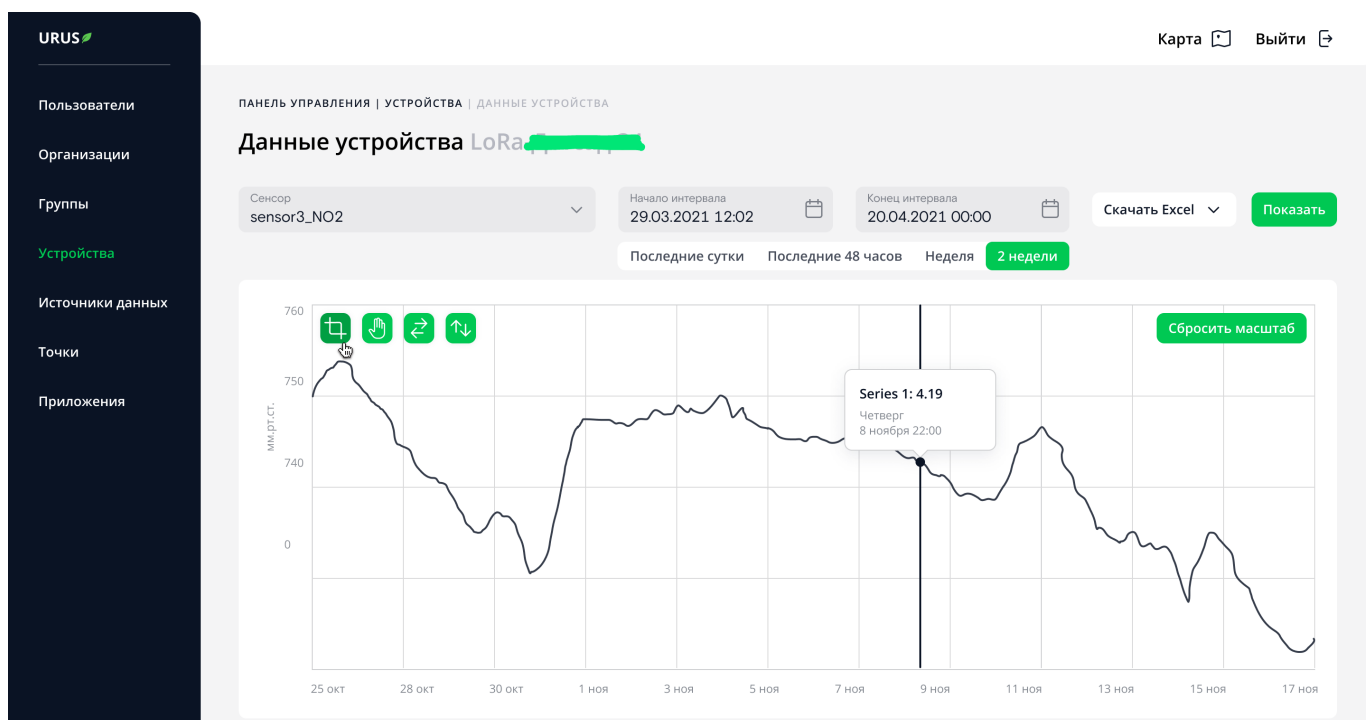 URUS
Карта
Выйти
Пользователи
Организации
Группы
Устройства
Источники данных
Точки
Приложения
ПАНЕЛЬ УПРАВЛЕНИЯ | УСТРОЙСТВА | ДАННЫЕ УСТРОЙСТВА
Данные устройства LoRa
Сенсор
sensor3_NO2
Начало интервала
29.03.2021 12:02
Конец интервала
20.04.2021 00:00
Скачать Excel
Показать
Последние сутки
Последние 48 часов
Неделя
2 недели
Сбросить масштаб
760
750
740
0
мм.рт.ст.
Series 1: 4.19
Четверг
8 ноября 22:00
25 окт
28 окт
30 окт
1 ноя
3 ноя
5 ноя
7 ноя
9 ноя
11 ноя
13 ноя
15 ноя
17 ноя